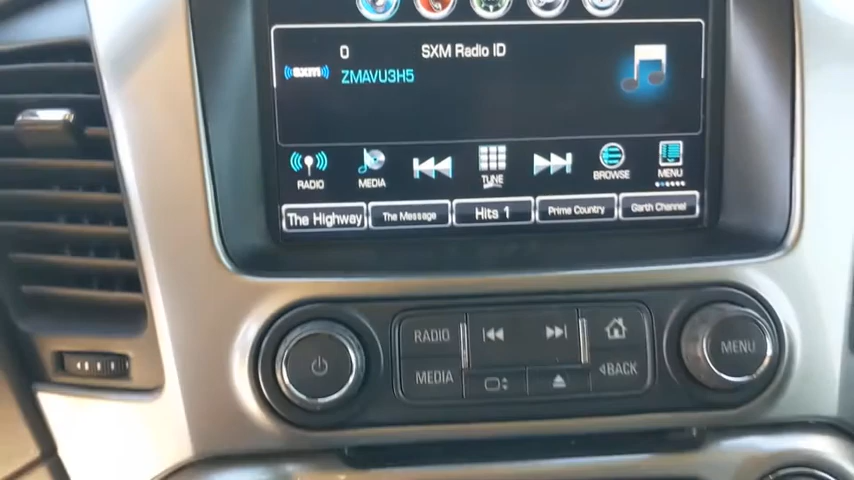 0 SXM Radio ID
((SXM)) ZMAVU3H5
RADIO MEDIA TUNE BROWSE MENU
The Highway The Message Hits 1 Prime Country Garth Channel
RADIO
MEDIA BACK
MENU